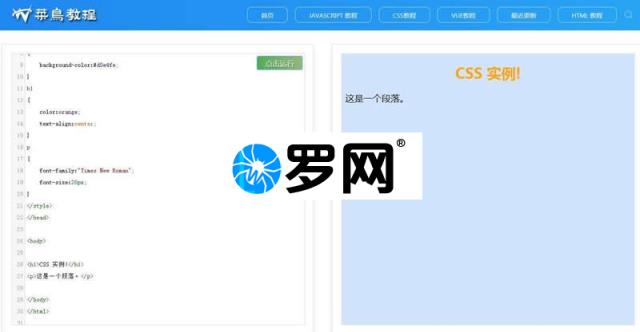 菜鸟教程
首页 JAVASCRIPT 教程 CSS教程 VUE教程 最近更新 HTML 教程
点击运行
8
9 background-color:#d0e4fe;
10 }
11 h1
12 {
13 color:orange;
14 text-align:center;
15 }
16 p
17 {
18 font-family:"Times New Roman";
19 font-size:20px;
20 }
21 </style>
22 </head>
23
24 <body>
25
26 <h1>CSS 实例!</h1>
27 <p>这是一个段落。</p>
28
29 </body>
30 </html>
31
CSS 实例!
这是一个段落。
罗网®